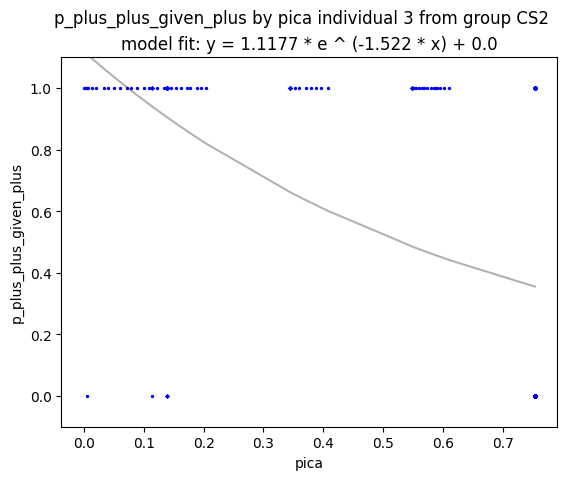 p_plus_plus_given_plus by pica individual 3 from group CS2
model fit: y = 1.1177 * e ^ (-1.522 * x) + 0.0
p_plus_plus_given_plus
1.0
0.8
0.6
0.4
0.2
0.0
0.0 0.1 0.2 0.3 0.4 0.5 0.6 0.7
pica